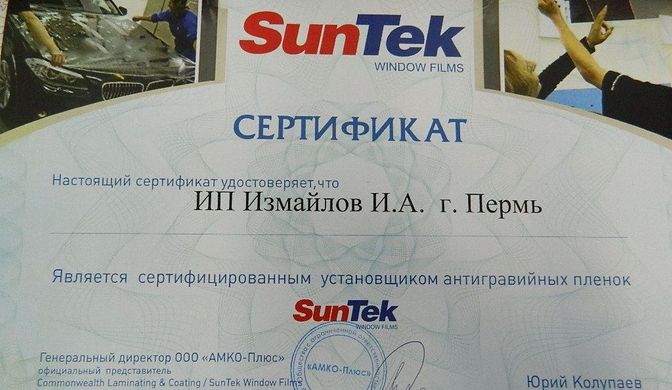 SunTek
WINDOW FILMS
СЕРТИФИКАТ
Настоящий сертификат удостоверяет,что
ИП Измайлов И.А. г. Пермь
Является сертифицированным установщиком антигравийных пленок
SunTek
WINDOW FILMS
Генеральный директор ООО «АМКО-Плюс»
официальный представитель
Commonwealth Laminating & Coating / SunTek Window Films
«АМКО-Плюс»
Юрий Колупаев